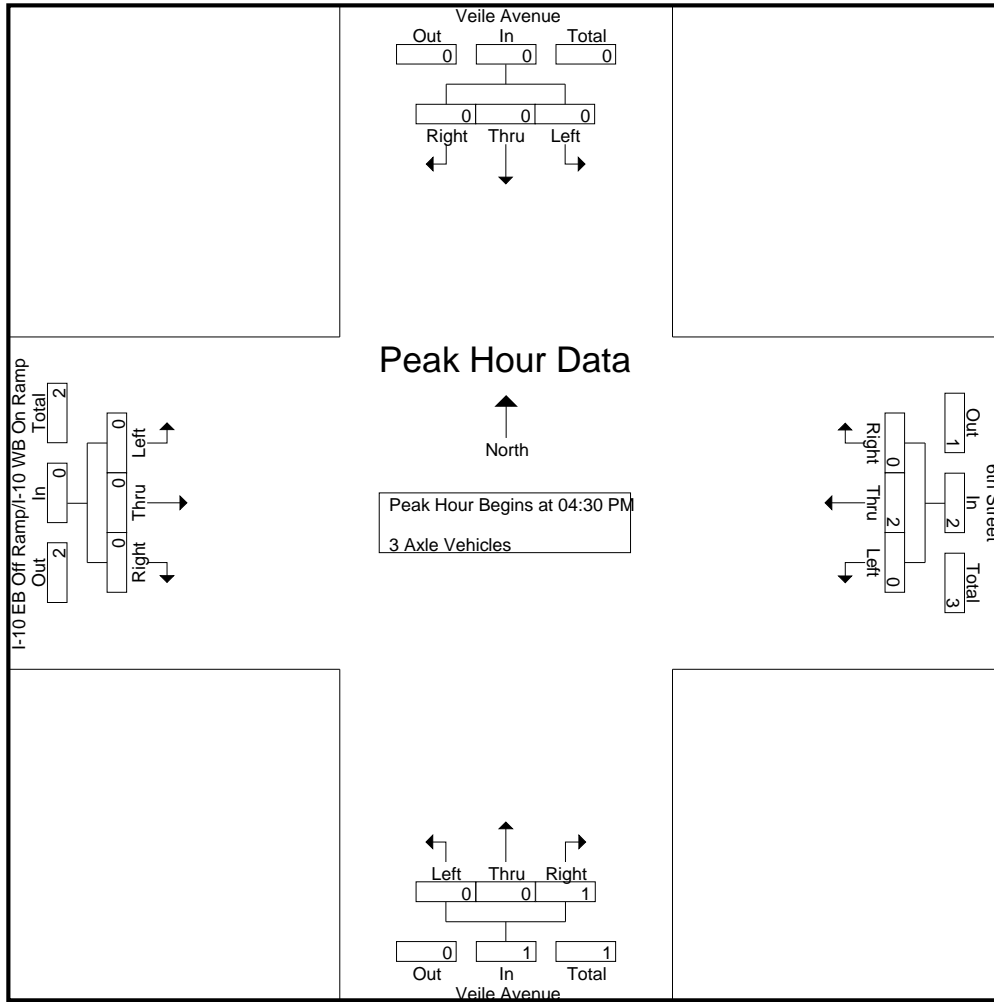 Veile Avenue
Out In Total
0 0 0
0 0 0
Right Thru Left
Peak Hour Data
North
Peak Hour Begins at 04:30 PM
3 Axle Vehicles
I-10 EB Off Ramp/I-10 WB On Ramp
Total In Out
2 0 2
0 0 0
Left Thru Right
6th Street
Out In Total
1 2 3
0 2 0
Right Thru Left
Left Thru Right
0 0 1
0 1 1
Out In Total
Veile Avenue